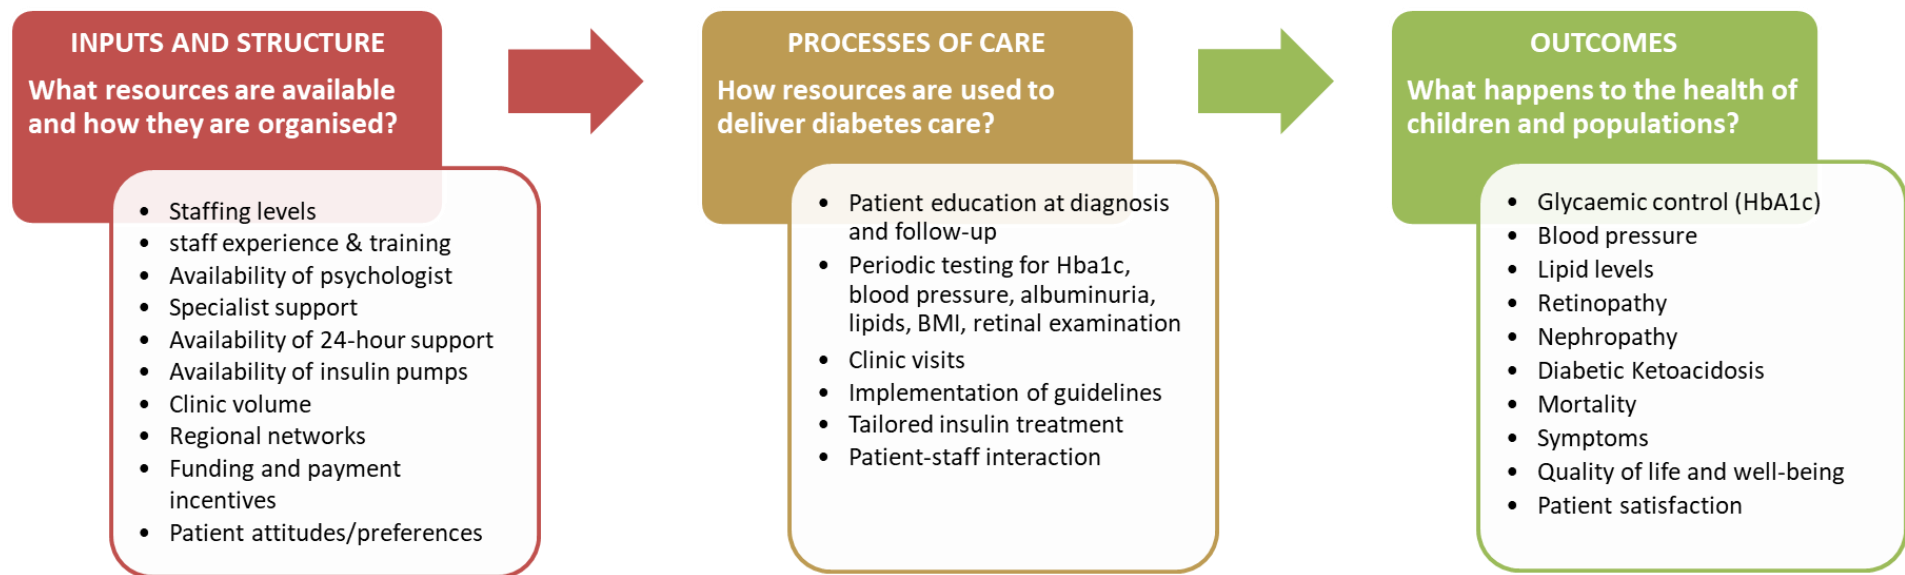 INPUTS AND STRUCTURE
What resources are available
and how they are organised?
• Staffing levels
• staff experience & training
• Availability of psychologist
• Specialist support
• Availability of 24-hour support
• Availability of insulin pumps
• Clinic volume
• Regional networks
• Funding and payment
incentives
• Patient attitudes/preferences
PROCESSES OF CARE
How resources are used to
deliver diabetes care?
• Patient education at diagnosis
and follow-up
• Periodic testing for Hba1c,
blood pressure, albuminuria,
lipids, BMI, retinal examination
• Clinic visits
• Implementation of guidelines
• Tailored insulin treatment
• Patient-staff interaction
OUTCOMES
What happens to the health of
children and populations?
• Glycaemic control (HbA1c)
• Blood pressure
• Lipid levels
• Retinopathy
• Nephropathy
• Diabetic Ketoacidosis
• Mortality
• Symptoms
• Quality of life and well-being
• Patient satisfaction